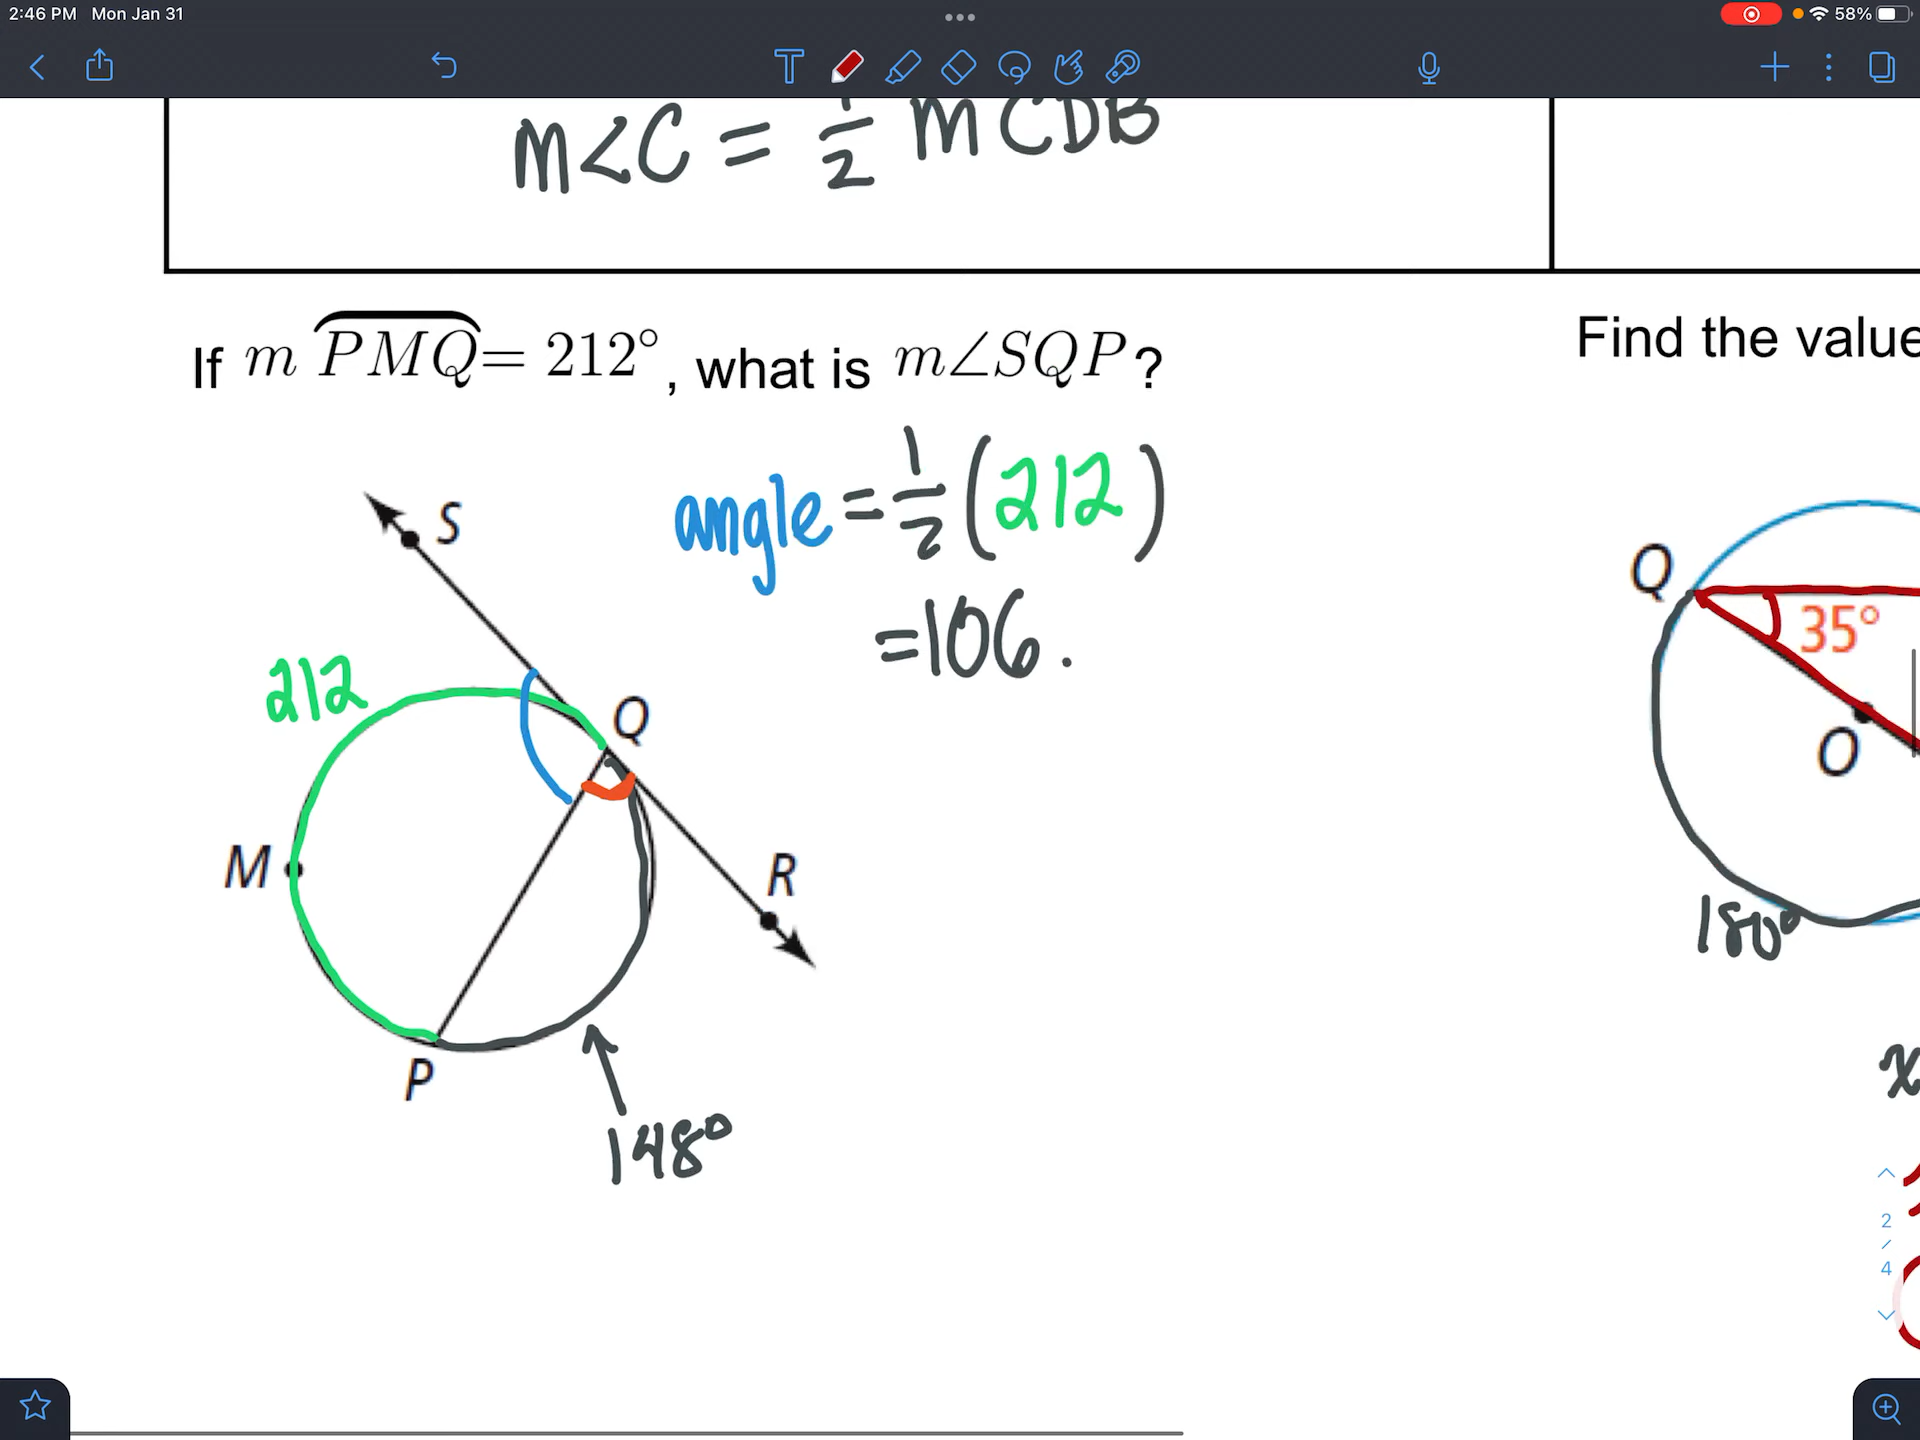 2:46 PM Mon Jan 31
58%
m∠C = 1/2 m CDB
If m PMQ = 212°, what is m∠SQP?
Find the value
angle = 1/2 (212)
= 106.
S
212
Q
M
R
P
148°
Q
35°
O
180°
x
2
/
4